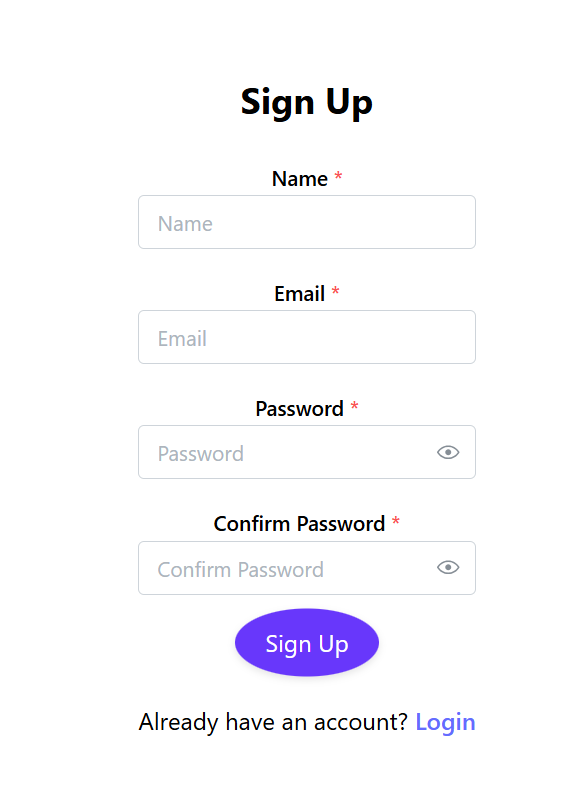 Sign Up
Name *
Name
Email *
Email
Password *
Password
Confirm Password *
Confirm Password
Sign Up
Already have an account? Login